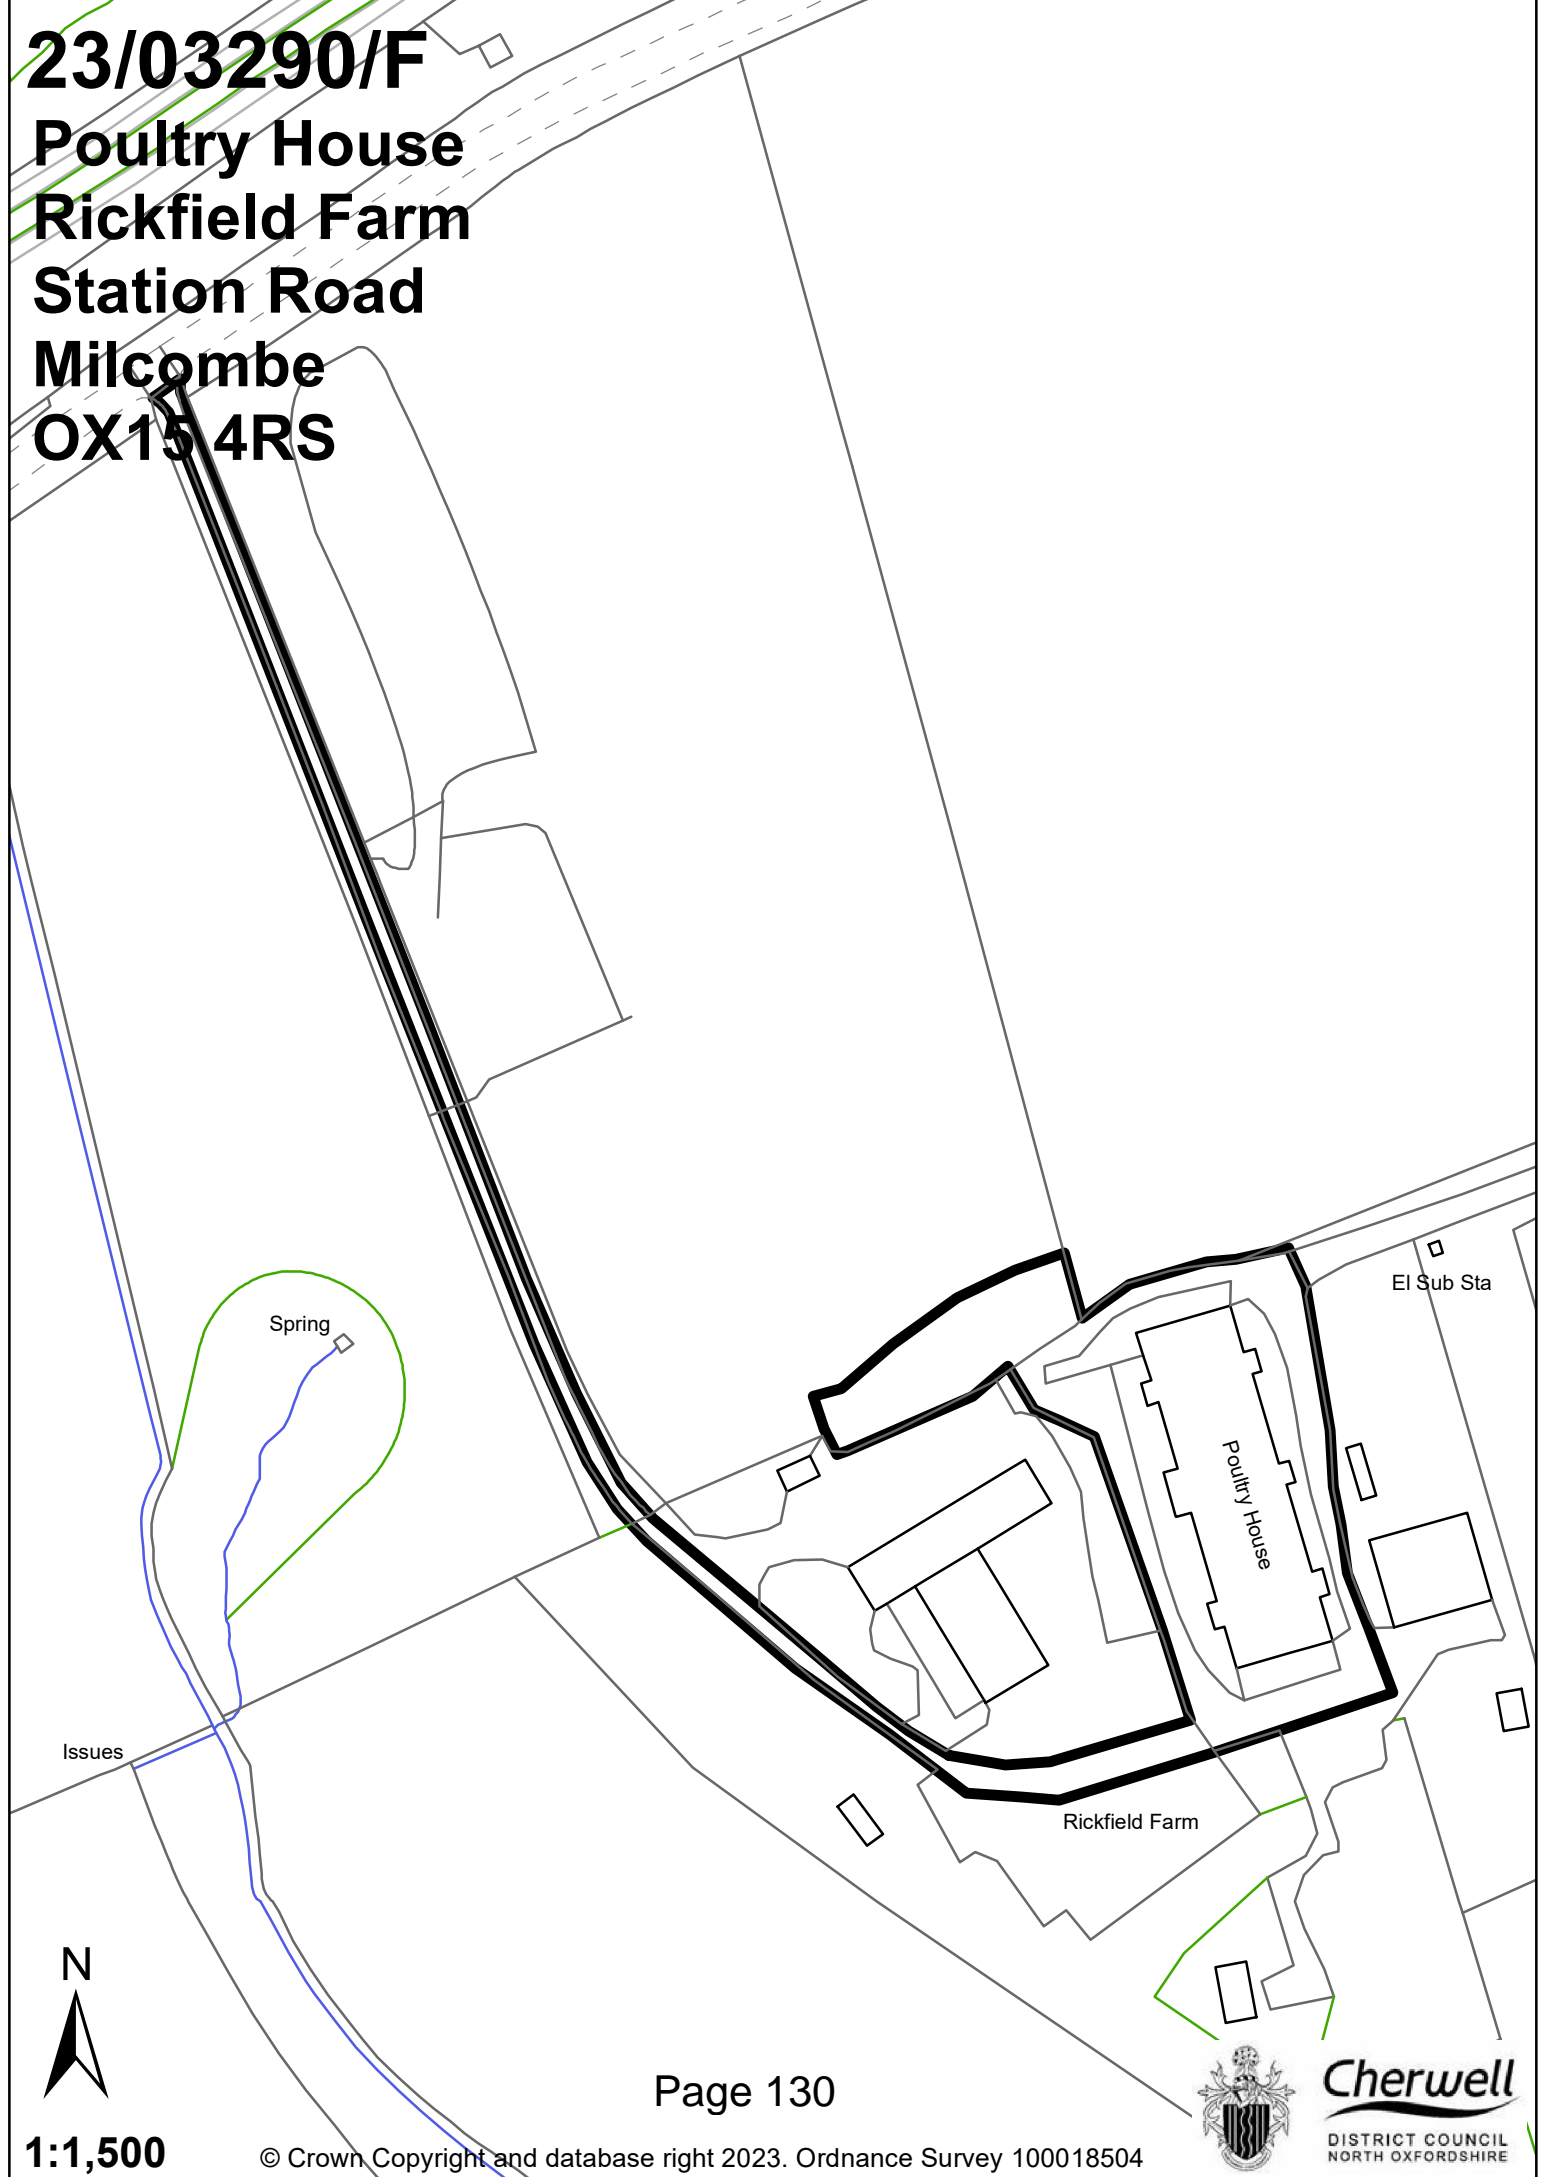 23/03290/F
Poultry House
Rickfield Farm
Station Road
Milcombe
OX15 4RS
El Sub Sta
Spring
Poultry House
Issues
Rickfield Farm
N
Page 130
1:1,500
© Crown Copyright and database right 2023. Ordnance Survey 100018504
Cherwell
DISTRICT COUNCIL
NORTH OXFORDSHIRE